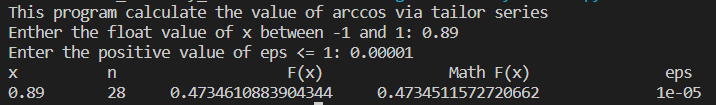 This program calculate the value of arccos via tailor series
Enther the float value of x between -1 and 1: 0.89
Enter the positive value of eps <= 1: 0.00001
x n F(x) Math F(x) eps
0.89 28 0.4734610883904344 0.4734511572720662 1e-05